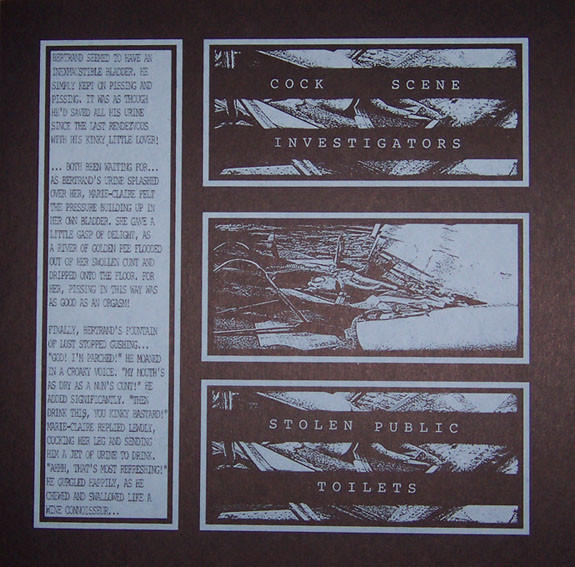 BERTRAND SEEMED TO HAVE AN
INEXHAUSTIBLE BLADDER. HE
SIMPLY KEPT ON PISSING AND
PISSING. IT WAS AS THOUGH
HE'D SAVED ALL HIS URINE
SINCE THE LAST RENDEZVOUS
WITH HIS KINKY LITTLE LOVER!
... BOTH BEEN WAITING FOR...
AS BERTRAND'S URINE SPLASHED
OVER HER, MARIE-CLAIRE FELT
THE PRESSURE BUILDING UP IN
HER OWN BLADDER. SHE GAVE A
LITTLE GASP OF DELIGHT, AS
A RIVER OF GOLDEN PEE FLOODED
OUT OF HER SWOLLEN CUNT AND
DRIPPED ONTO THE FLOOR. FOR
HER, PISSING IN THIS WAY WAS
AS GOOD AS AN ORGASM!
FINALLY, BERTRAND'S FOUNTAIN
OF LUST STOPPED GUSHING...
"GOD! I'M PARCHED!" HE MOANED
IN A CROAKY VOICE. "MY MOUTH'S
AS DRY AS A NUN'S CUNT!" HE
ADDED SIGNIFICANTLY. "THEN
DRINK THIS, YOU KINKY BASTARD!"
MARIE-CLAIRE REPLIED LEWDLY,
COCKING HER LEG AND SENDING
HIM A JET OF URINE TO DRINK.
"AHHH, THAT'S MOST REFRESHING!"
HE GURGLED HAPPILY, AS HE
CHEWED AND SWALLOWED LIKE A
WINE CONNOISSEUR...
COCK SCENE
INVESTIGATORS
STOLEN PUBLIC
TOILETS